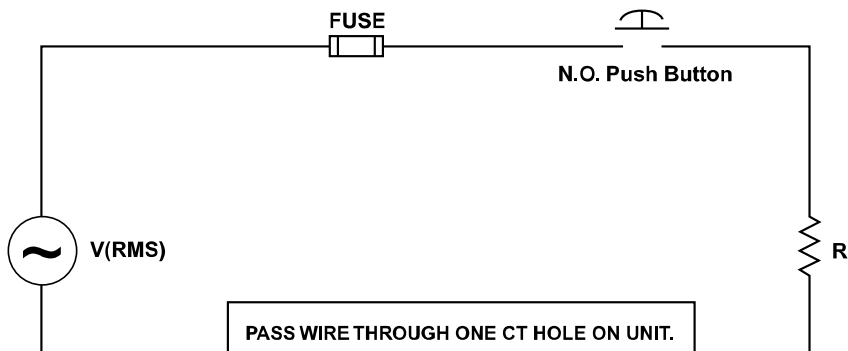 FUSE
N.O. Push Button
V(RMS)
R
PASS WIRE THROUGH ONE CT HOLE ON UNIT.